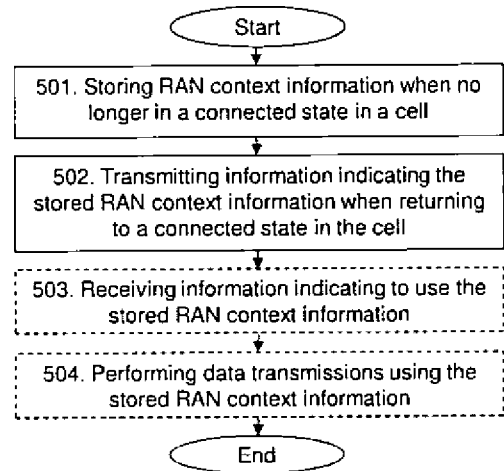 Start
501. Storing RAN context information when no
longer in a connected state in a cell
502. Transmitting information indicating the
stored RAN context information when returning
to a connected state in the cell
503. Receiving information indicating to use the
stored RAN context information
504. Performing data transmissions using the
stored RAN context information
End